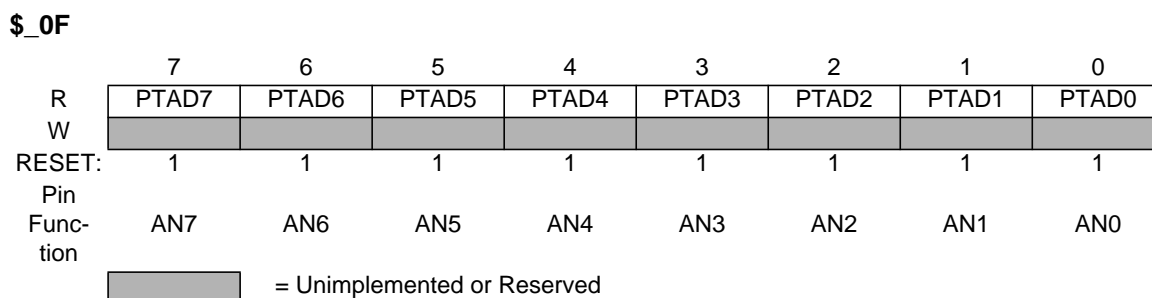 $_0F
7 6 5 4 3 2 1 0
R PTAD7 PTAD6 PTAD5 PTAD4 PTAD3 PTAD2 PTAD1 PTAD0
W
RESET: 1 1 1 1 1 1 1 1
Pin
Func- AN7 AN6 AN5 AN4 AN3 AN2 AN1 AN0
tion
= Unimplemented or Reserved